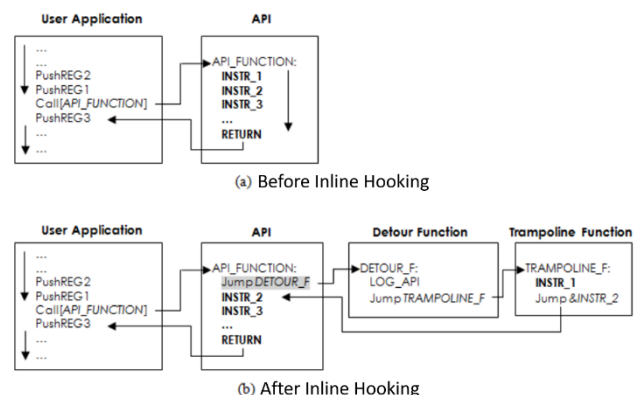 User Application
API
...
...
PushREG2
PushREG1
Call[API_FUNCTION]
PushREG3
...
...
API_FUNCTION:
INSTR_1
INSTR_2
INSTR_3
...
RETURN
(a) Before Inline Hooking
User Application
API
Detour Function
Trampoline Function
...
...
PushREG2
PushREG1
Call[API_FUNCTION]
PushREG3
...
...
API_FUNCTION:
Jump DETOUR_F
INSTR_2
INSTR_3
...
RETURN
DETOUR_F:
LOG_API
Jump TRAMPOLINE_F
TRAMPOLINE_F:
INSTR_1
Jump &INSTR_2
(b) After Inline Hooking